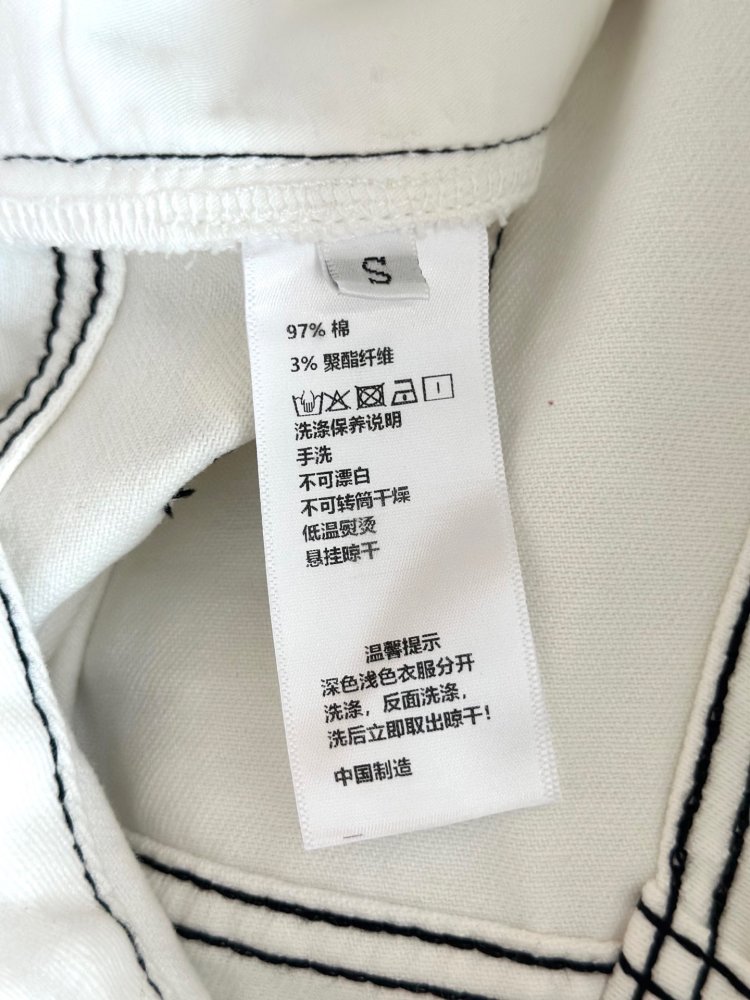 S
97% 棉
3% 聚酯纤维
洗涤保养说明
手洗
不可漂白
不可转筒干燥
低温熨烫
悬挂晾干
温馨提示
深色浅色衣服分开
洗涤，反面洗涤，
洗后立即取出晾干！
中国制造